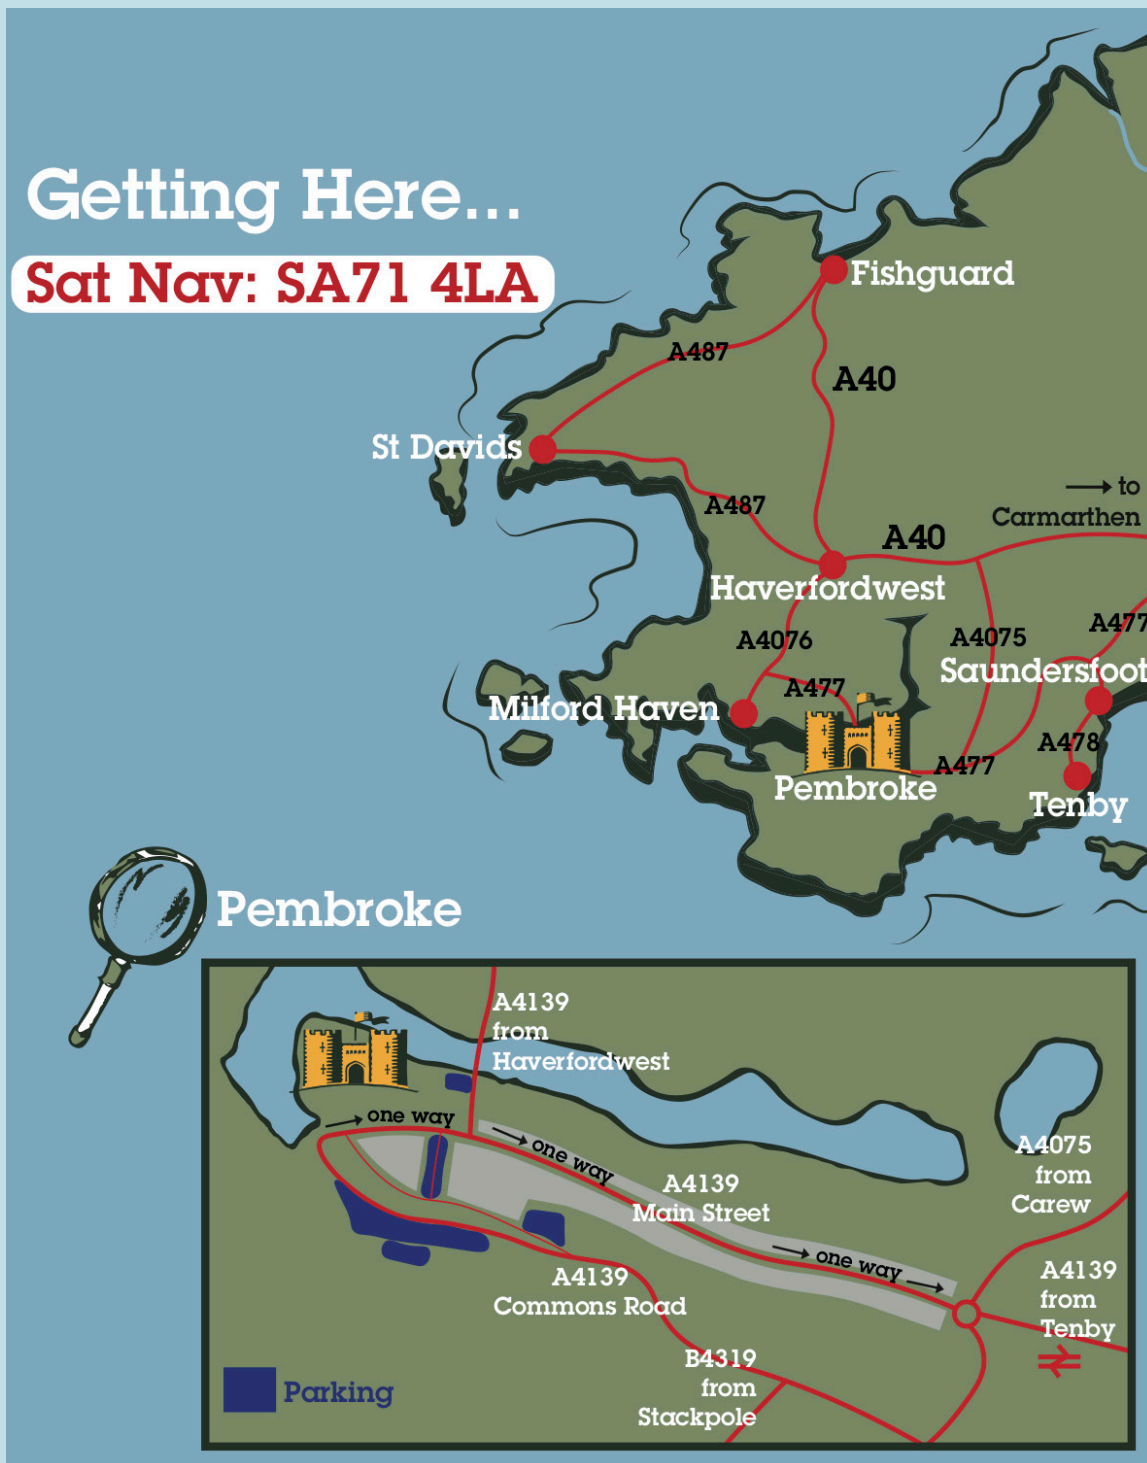 Getting Here...
Sat Nav: SA71 4LA
Fishguard
A487
A40
St Davids
A487
→ to
Carmarthen
A40
Haverfordwest
A4076
A4075
A477
Saundersfoot
A477
Milford Haven
A478
A477
Pembroke
Tenby
Pembroke
A4139
from
Haverfordwest
→ one way
→ one way
A4139
Main Street
A4075
from
Carew
→ one way →
A4139
Commons Road
A4139
from
Tenby
B4319
from
Stackpole
Parking